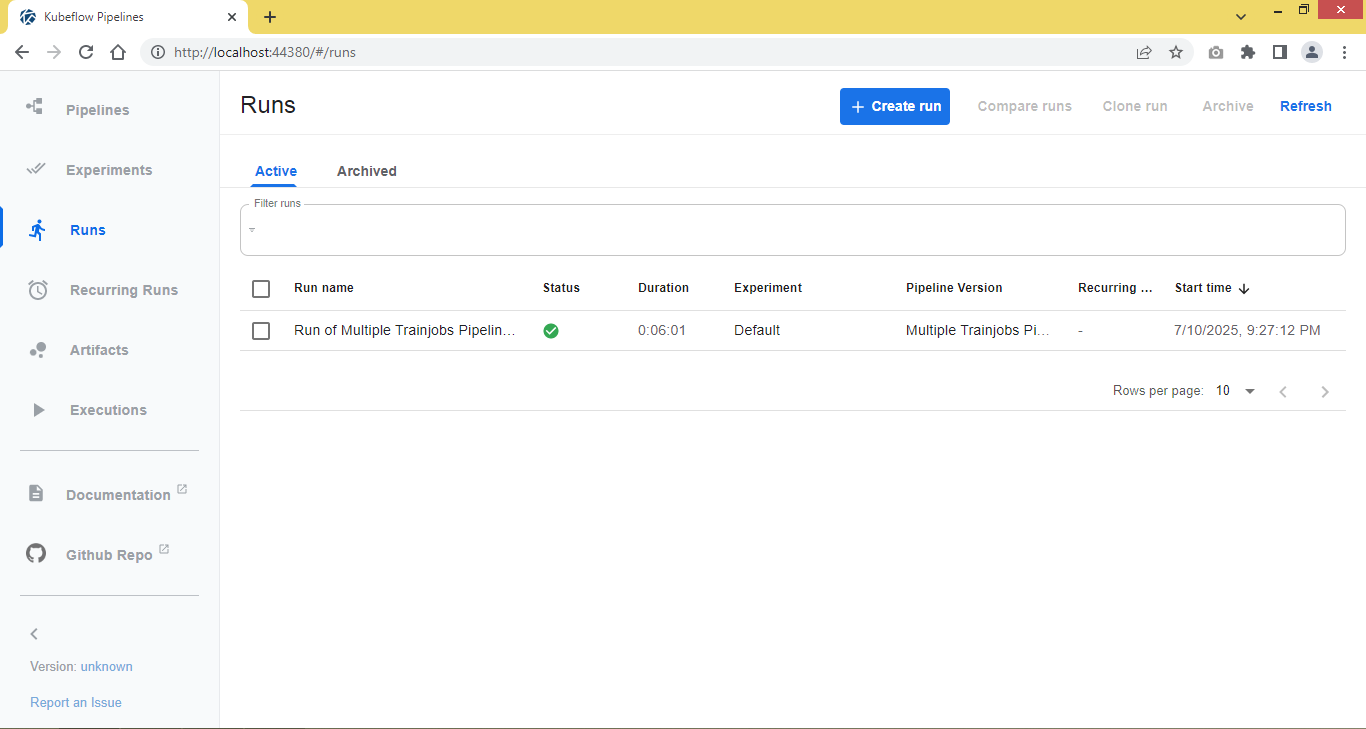 Kubeflow Pipelines
http://localhost:44380/#/runs
Pipelines
Experiments
Runs
Recurring Runs
Artifacts
Executions
Documentation
Github Repo
Version: unknown
Report an Issue
Runs
Create run
Compare runs
Clone run
Archive
Refresh
Active
Archived
Filter runs
Run name Status Duration Experiment Pipeline Version Recurring ... Start time
Run of Multiple Trainjobs Pipelin... 0:06:01 Default Multiple Trainjobs Pi... - 7/10/2025, 9:27:12 PM
Rows per page: 10